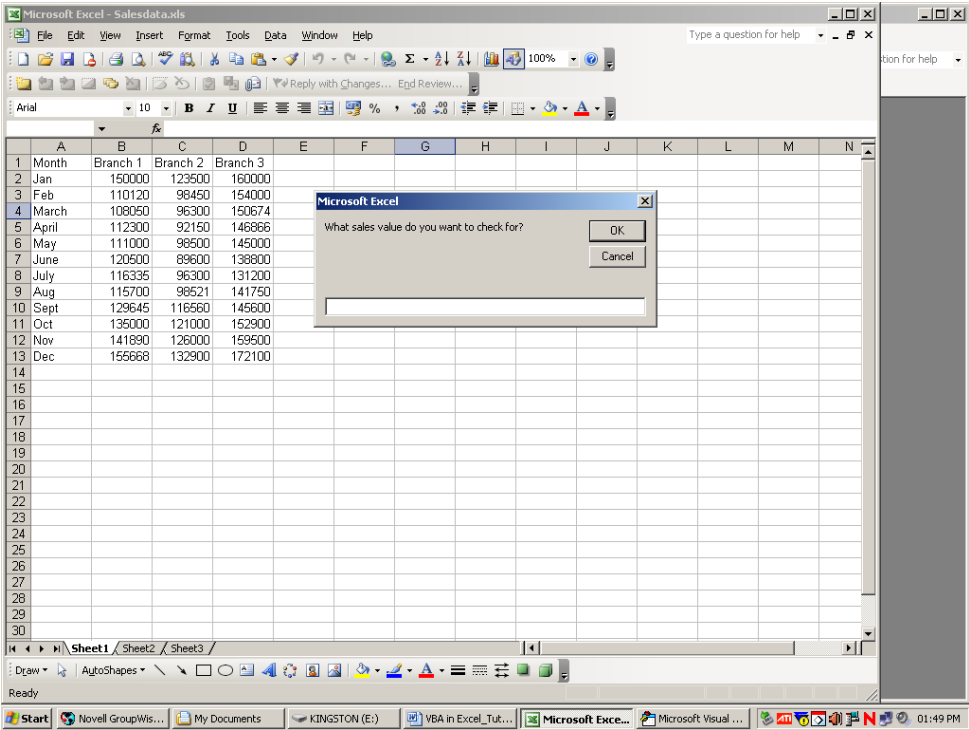 Microsoft Excel - Salesdata.xls
File Edit View Insert Format Tools Data Window Help Type a question for help
tion for help
100%
Reply with Changes... End Review...
Arial 10 B I U % ,
fx
A B C D E F G H I J K L M N
1 Month Branch 1 Branch 2 Branch 3
2 Jan 150000 123500 160000
3 Feb 110120 98450 154000
4 March 108050 96300 150674
5 April 112300 92150 146866
6 May 111000 98500 145000
7 June 120500 89600 138800
8 July 116335 96300 131200
9 Aug 115700 98521 141750
10 Sept 129645 116560 145600
11 Oct 135000 121000 152900
12 Nov 141890 126000 159500
13 Dec 155668 132900 172100
14
15
16
17
18
19
20
21
22
23
24
25
26
27
28
29
30
Microsoft Excel
What sales value do you want to check for?
OK
Cancel
Sheet1 Sheet2 Sheet3
Draw AutoShapes
Ready
Start Novell GroupWis... My Documents KINGSTON (E:) VBA in Excel_Tut... Microsoft Exce... Microsoft Visual ... 01:49 PM